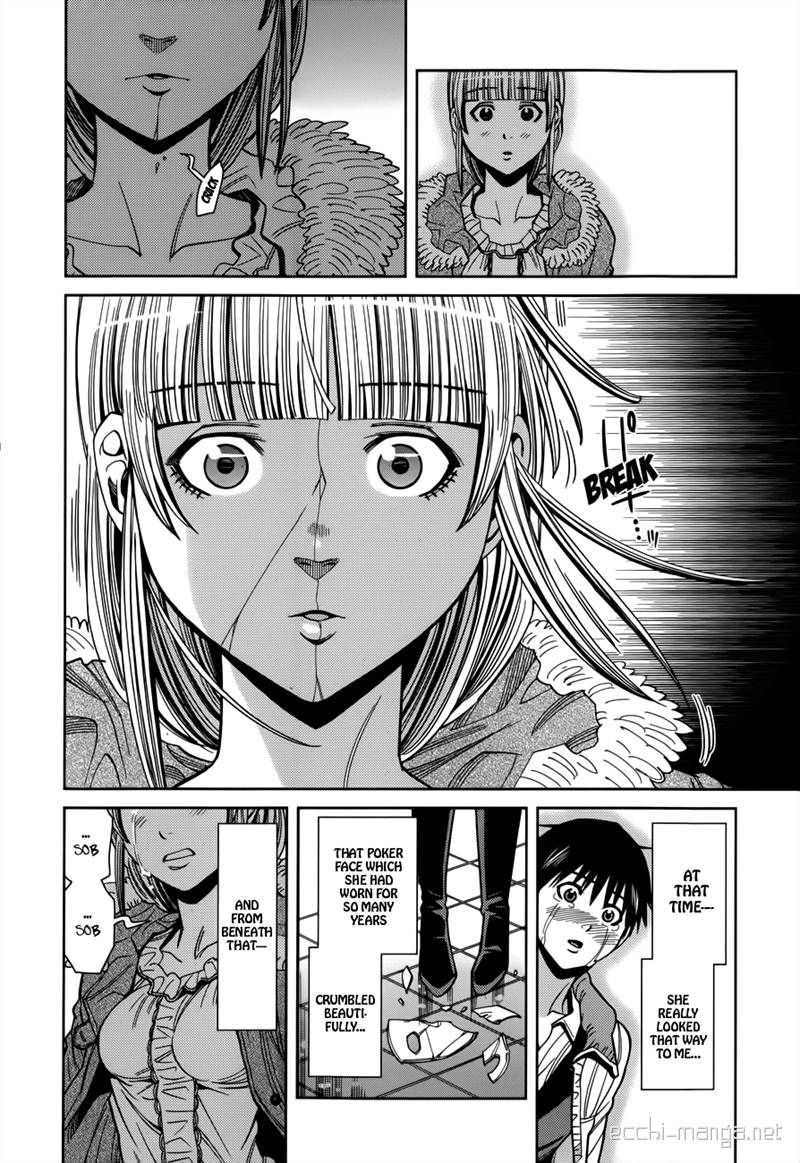 CRACK
BREAK
AT
THAT
TIME---
SHE
REALLY
LOOKED
THAT WAY
TO ME...
THAT POKER
FACE WHICH
SHE HAD
WORN FOR
SO MANY
YEARS
CRUMBLED
BEAUTI-
FULLY...
AND
FROM
BENEATH
THAT—
...
SOB
...
SOB
ecchi-manga.net